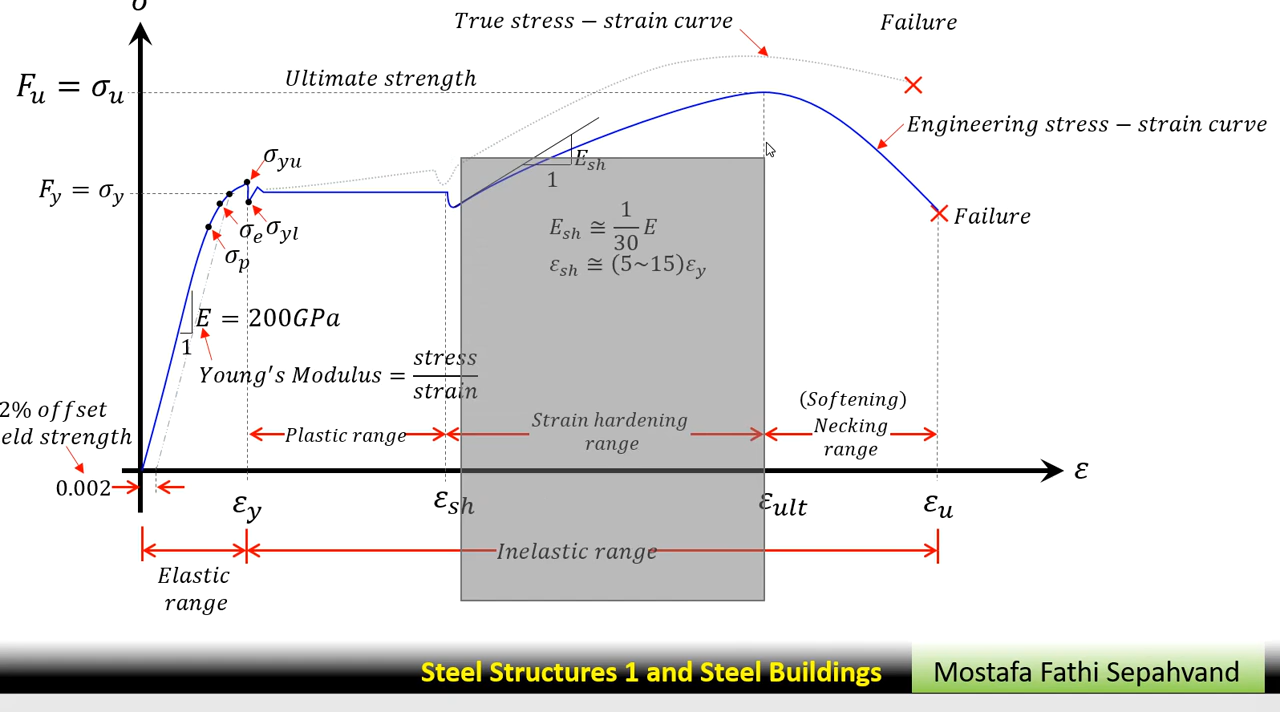 σ
True stress − strain curve
Failure
F_u = σ_u
Ultimate strength
Engineering stress − strain curve
σ_yu
E_sh
1
F_y = σ_y
E_sh ≅ 1/30 E
σ_e σ_yl
Failure
σ_p
ε_sh ≅ (5~15)ε_y
E = 200GPa
1
Young's Modulus = stress/strain
2% offset
eld strength
(Softening)
Necking
range
Strain hardening
range
Plastic range
ε
0.002
ε_y
ε_sh
ε_ult
ε_u
Inelastic range
Elastic
range
Steel Structures 1 and Steel Buildings
Mostafa Fathi Sepahvand